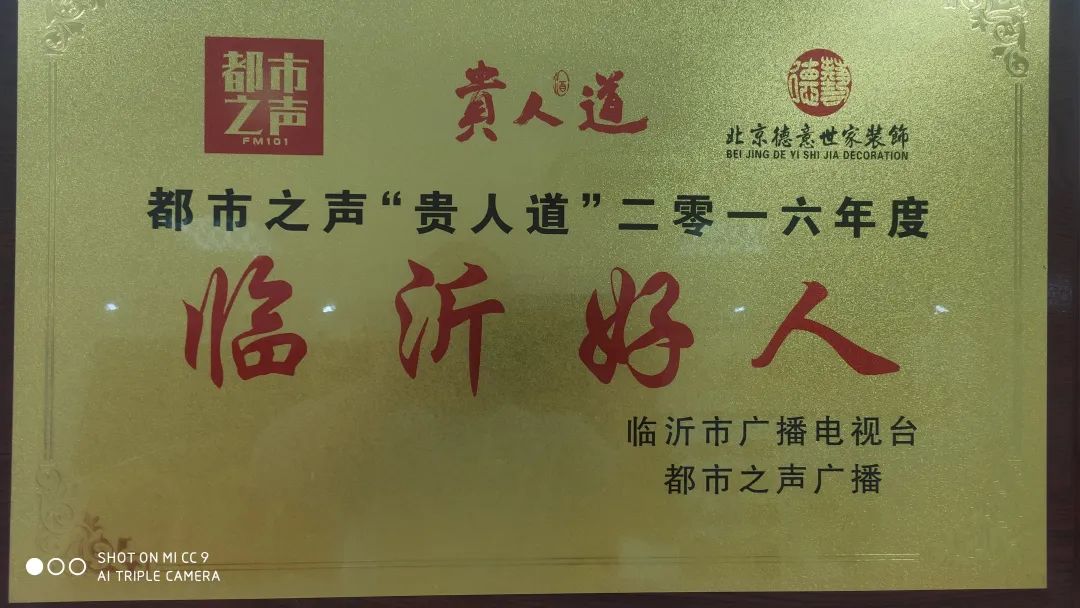 都市
之声
FM101
貴人道
酒
北京德意世家装飾
BEI JING DE YI SHI JIA DECORATION
都市之声“贵人道”二零一六年度
临沂好人
临沂市广播电视台
都市之声广播
SHOT ON MI CC 9
AI TRIPLE CAMERA